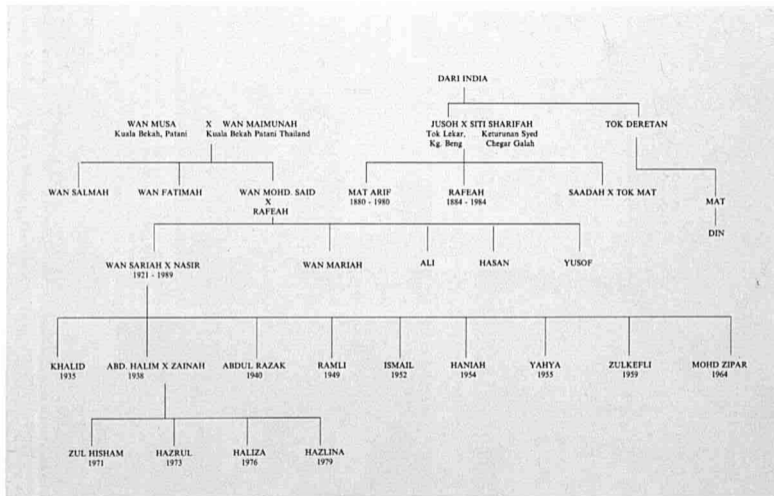 DARI INDIA
WAN MUSA X WAN MAIMUNAH JUSOH X SITI SHARIFAH TOK DERETAN
Kuala Bekah, Patani Kuala Bekah Patani Thailand Tok Lekar, Keturunan Syed
Kg. Beng Chegar Galah
WAN SALMAH WAN FATIMAH WAN MOHD. SAID MAT ARIF RAFEAH SAADAH X TOK MAT MAT
X 1880 - 1980 1884 - 1984
RAFEAH
DIN
WAN SARIAH X NASIR WAN MARIAH ALI HASAN YUSOF
1921 - 1989
KHALID ABD. HALIM X ZAINAH ABDUL RAZAK RAMLI ISMAIL HANIAH YAHYA ZULKEFLI MOHD ZIPAR
1935 1938 1940 1949 1952 1954 1955 1959 1964
ZUL HISHAM HAZRUL HALIZA HAZLINA
1971 1973 1976 1979